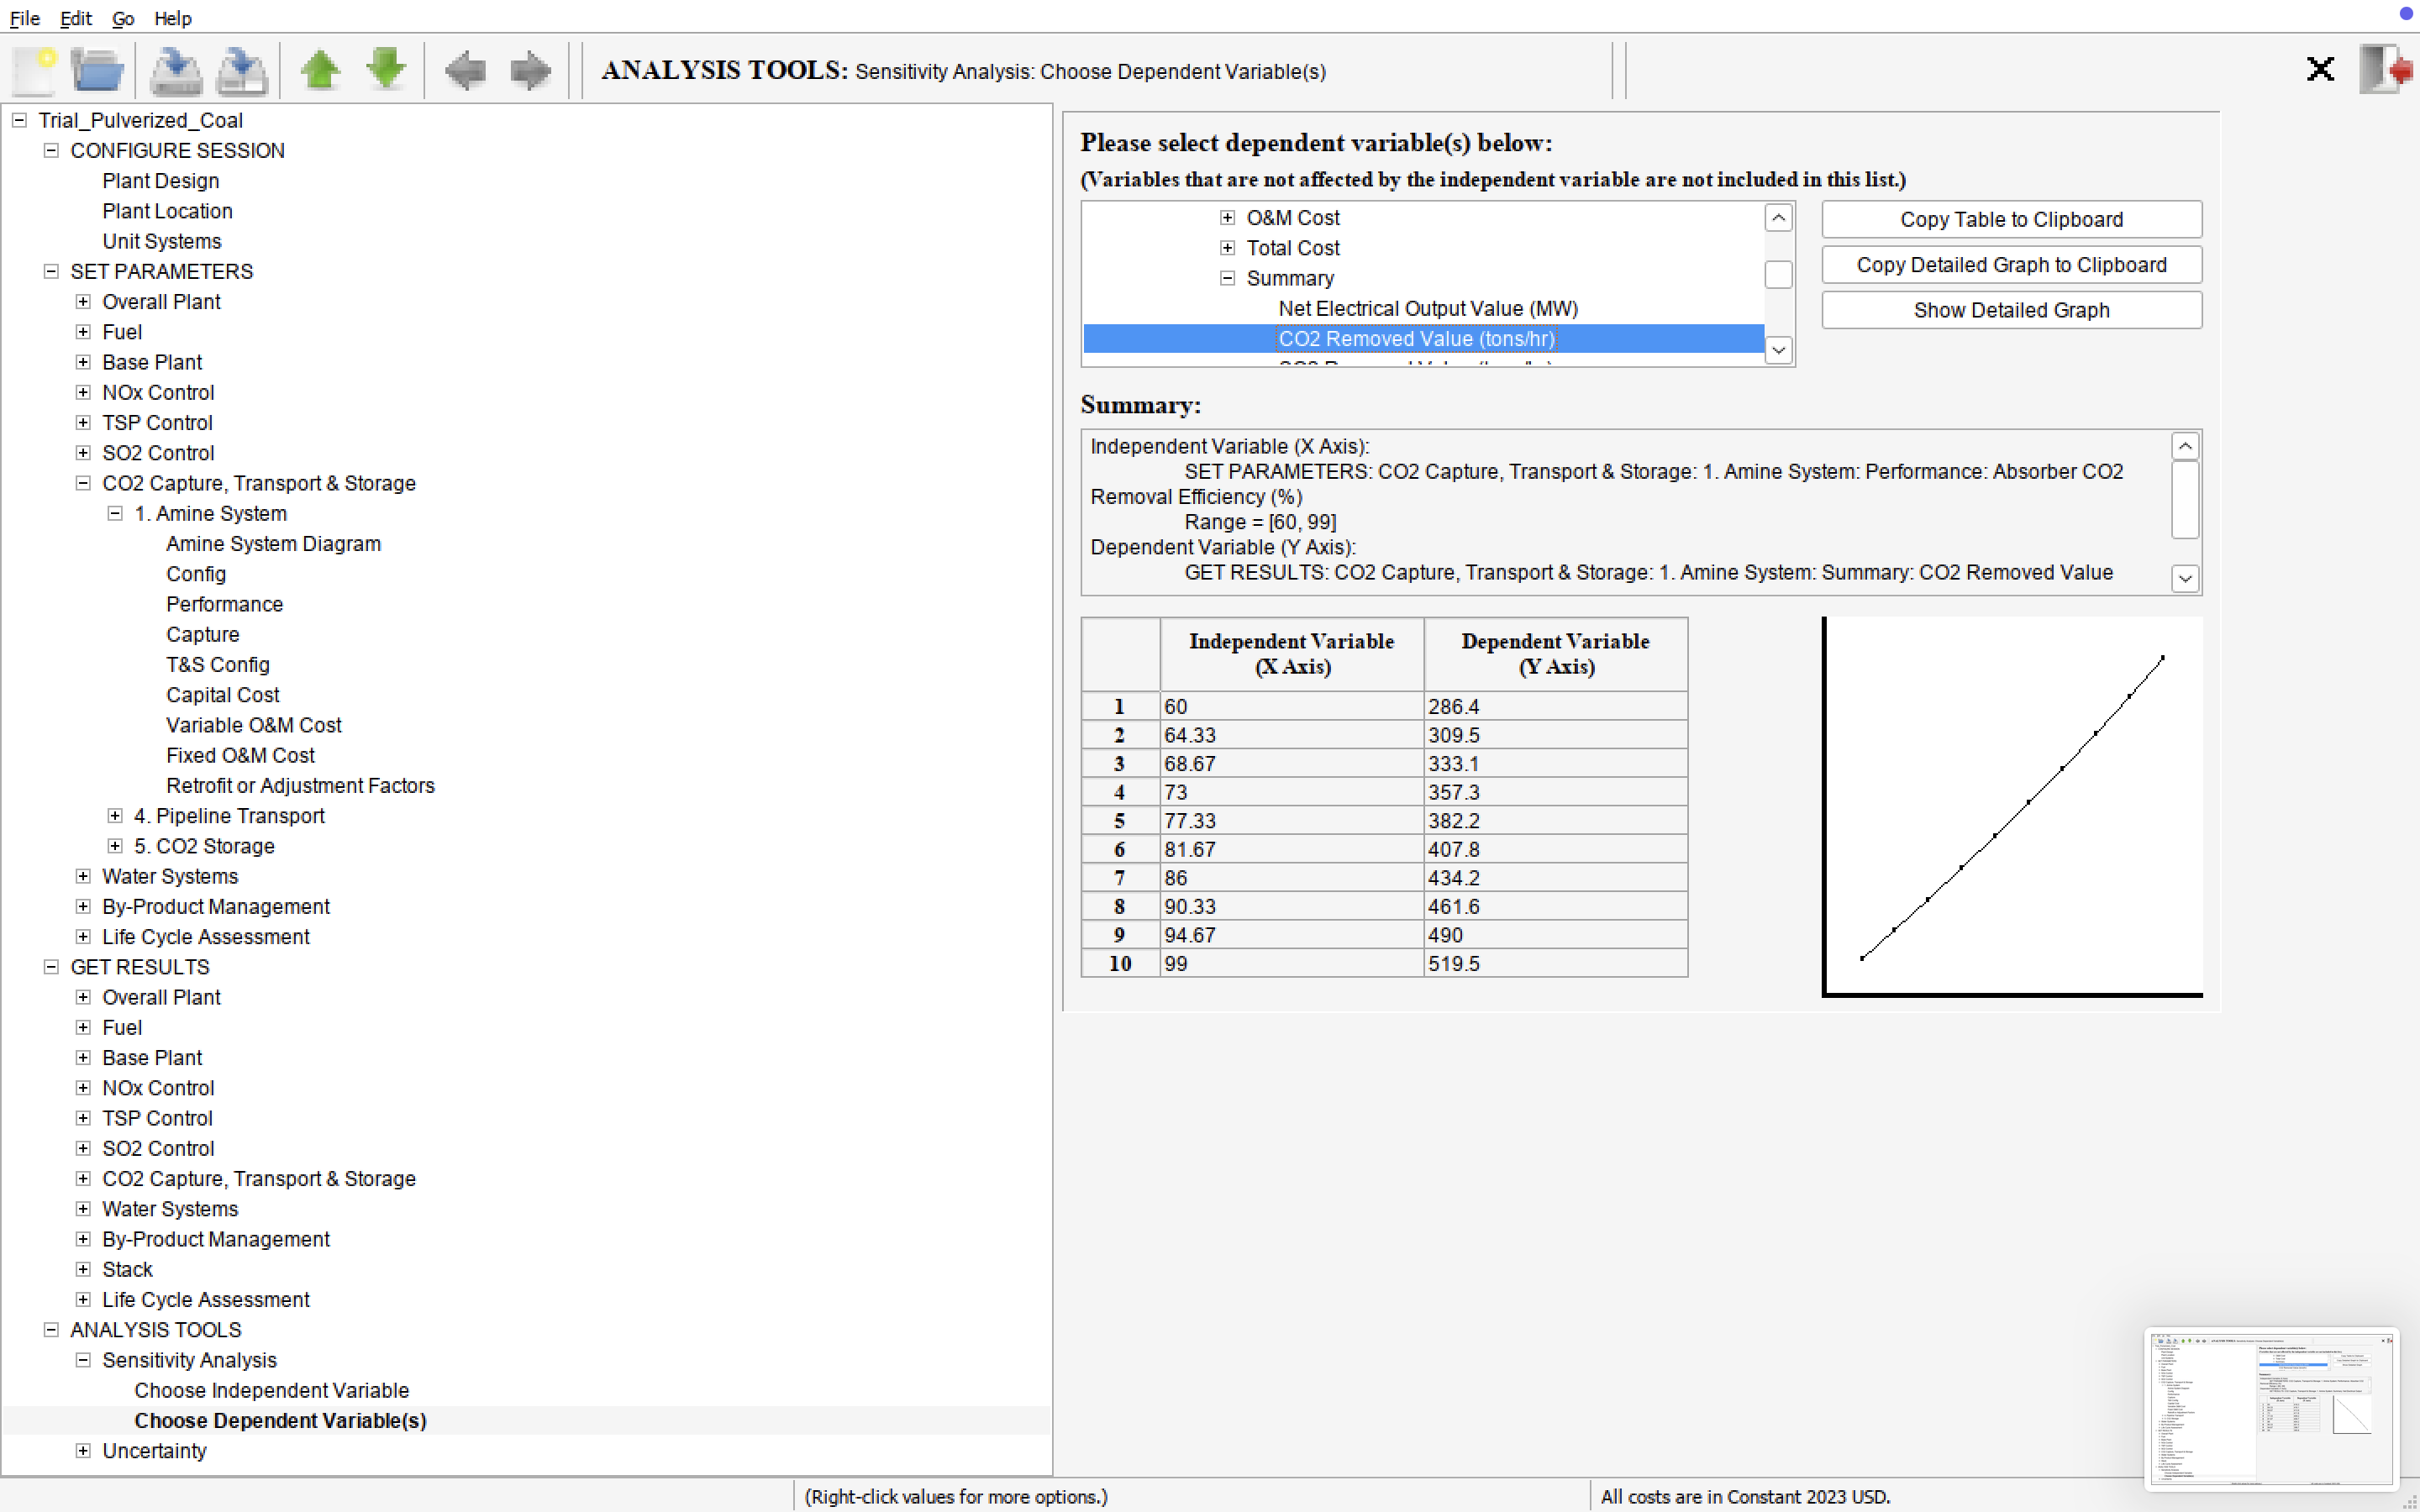 File Edit Go Help
ANALYSIS TOOLS: Sensitivity Analysis: Choose Dependent Variable(s)
Trial_Pulverized_Coal
CONFIGURE SESSION
Plant Design
Plant Location
Unit Systems
SET PARAMETERS
Overall Plant
Fuel
Base Plant
NOx Control
TSP Control
SO2 Control
CO2 Capture, Transport & Storage
1. Amine System
Amine System Diagram
Config
Performance
Capture
T&S Config
Capital Cost
Variable O&M Cost
Fixed O&M Cost
Retrofit or Adjustment Factors
4. Pipeline Transport
5. CO2 Storage
Water Systems
By-Product Management
Life Cycle Assessment
GET RESULTS
Overall Plant
Fuel
Base Plant
NOx Control
TSP Control
SO2 Control
CO2 Capture, Transport & Storage
Water Systems
By-Product Management
Stack
Life Cycle Assessment
ANALYSIS TOOLS
Sensitivity Analysis
Choose Independent Variable
Choose Dependent Variable(s)
Uncertainty
Please select dependent variable(s) below:
(Variables that are not affected by the independent variable are not included in this list.)
O&M Cost
Total Cost
Summary
Net Electrical Output Value (MW)
CO2 Removed Value (tons/hr)
Copy Table to Clipboard
Copy Detailed Graph to Clipboard
Show Detailed Graph
Summary:
Independent Variable (X Axis):
SET PARAMETERS: CO2 Capture, Transport & Storage: 1. Amine System: Performance: Absorber CO2
Removal Efficiency (%)
Range = [60, 99]
Dependent Variable (Y Axis):
GET RESULTS: CO2 Capture, Transport & Storage: 1. Amine System: Summary: CO2 Removed Value
Independent Variable (X Axis) Dependent Variable (Y Axis)
1 60 286.4
2 64.33 309.5
3 68.67 333.1
4 73 357.3
5 77.33 382.2
6 81.67 407.8
7 86 434.2
8 90.33 461.6
9 94.67 490
10 99 519.5
(Right-click values for more options.)
All costs are in Constant 2023 USD.